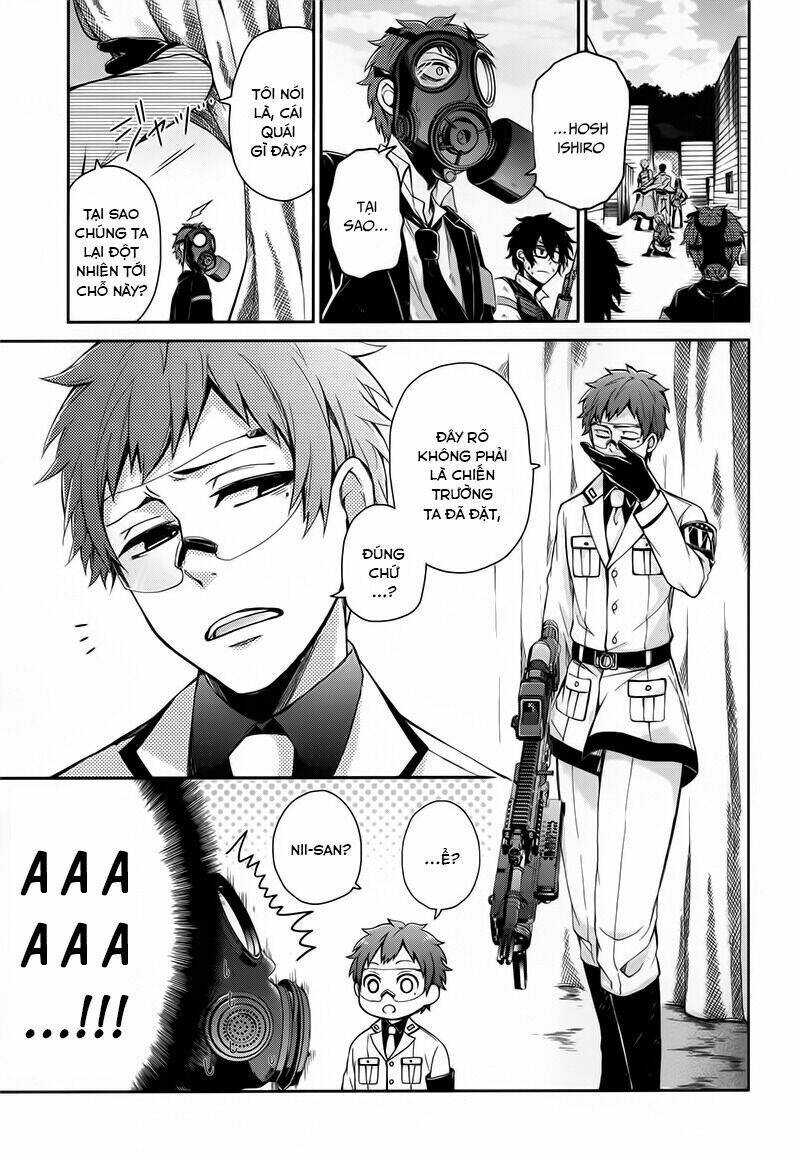 ...HOSH
ISHIRO
TẠI
SAO...
TÔI NÓI
LÀ, CÁI
QUÁI
GÌ ĐÂY?
TẠI SAO
CHÚNG TA
LẠI ĐỘT
NHIÊN TỚI
CHỖ NÀY?
ĐÂY RÕ
KHÔNG PHẢI
LÀ CHIẾN
TRƯỜNG
TA ĐÃ ĐẶT,
ĐÚNG
CHỨ
...?
...Ể?
NII-SAN?
AAA
AAA
...!!!